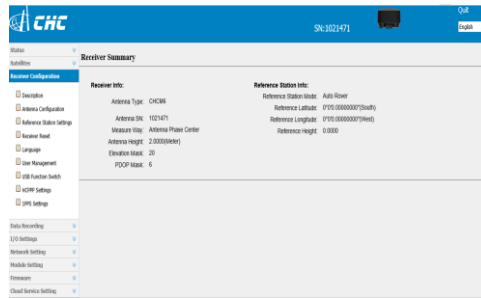 CHC
SN:1021471
Quit
English
Status
Satellites
Receiver Configuration
Description
Antenna Configuration
Reference Station Settings
Receiver Reset
Language
User Management
USB Function Switch
HCPPP Settings
1PPS Settings
Data Recording
I/O Settings
Network Setting
Module Setting
Firmware
Cloud Service Setting
Receiver Summary
Receiver Info:
Antenna Type: CHCM6
Antenna SN: 1021471
Measure Way: Antenna Phase Center
Antenna Height: 2.0000(Meter)
Elevation Mask: 20
PDOP Mask: 6
Reference Station Info:
Reference Station Mode: Auto Rover
Reference Latitude: 0°0'0.00000000"(South)
Reference Longitude: 0°0'0.00000000"(West)
Reference Height: 0.0000